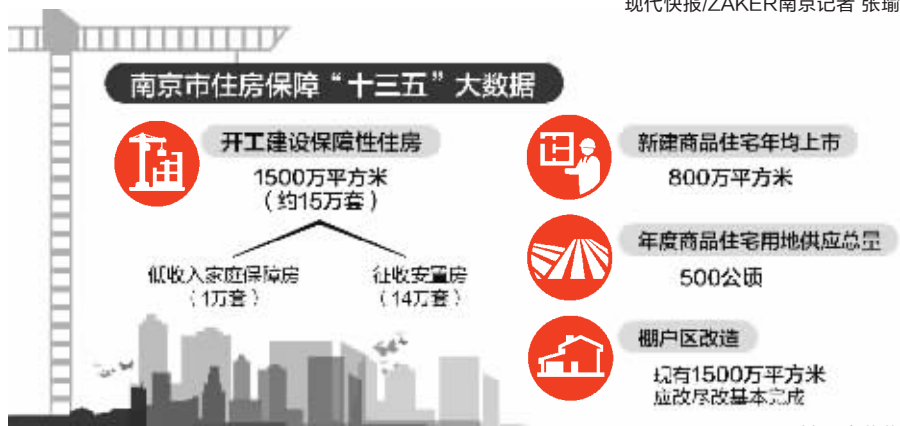 现代快报/ZAKER南京记者 张瑜
南京市住房保障“十三五”大数据
开工建设保障性住房
1500万平方米
（约15万套）
低收入家庭保障房
（1万套）
征收安置房
（14万套）
新建商品住宅年均上市
800万平方米
年度商品住宅用地供应总量
500公顷
棚户区改造
现有1500万平方米
应改尽改基本完成